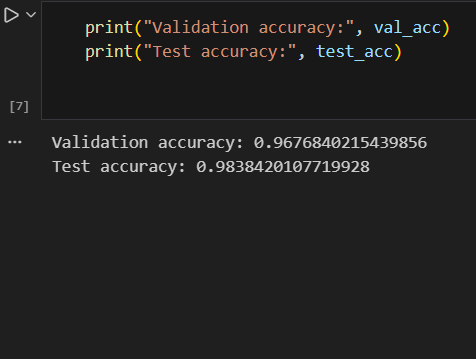 print("Validation accuracy:", val_acc)
print("Test accuracy:", test_acc)
[7]
Validation accuracy: 0.9676840215439856
Test accuracy: 0.9838420107719928